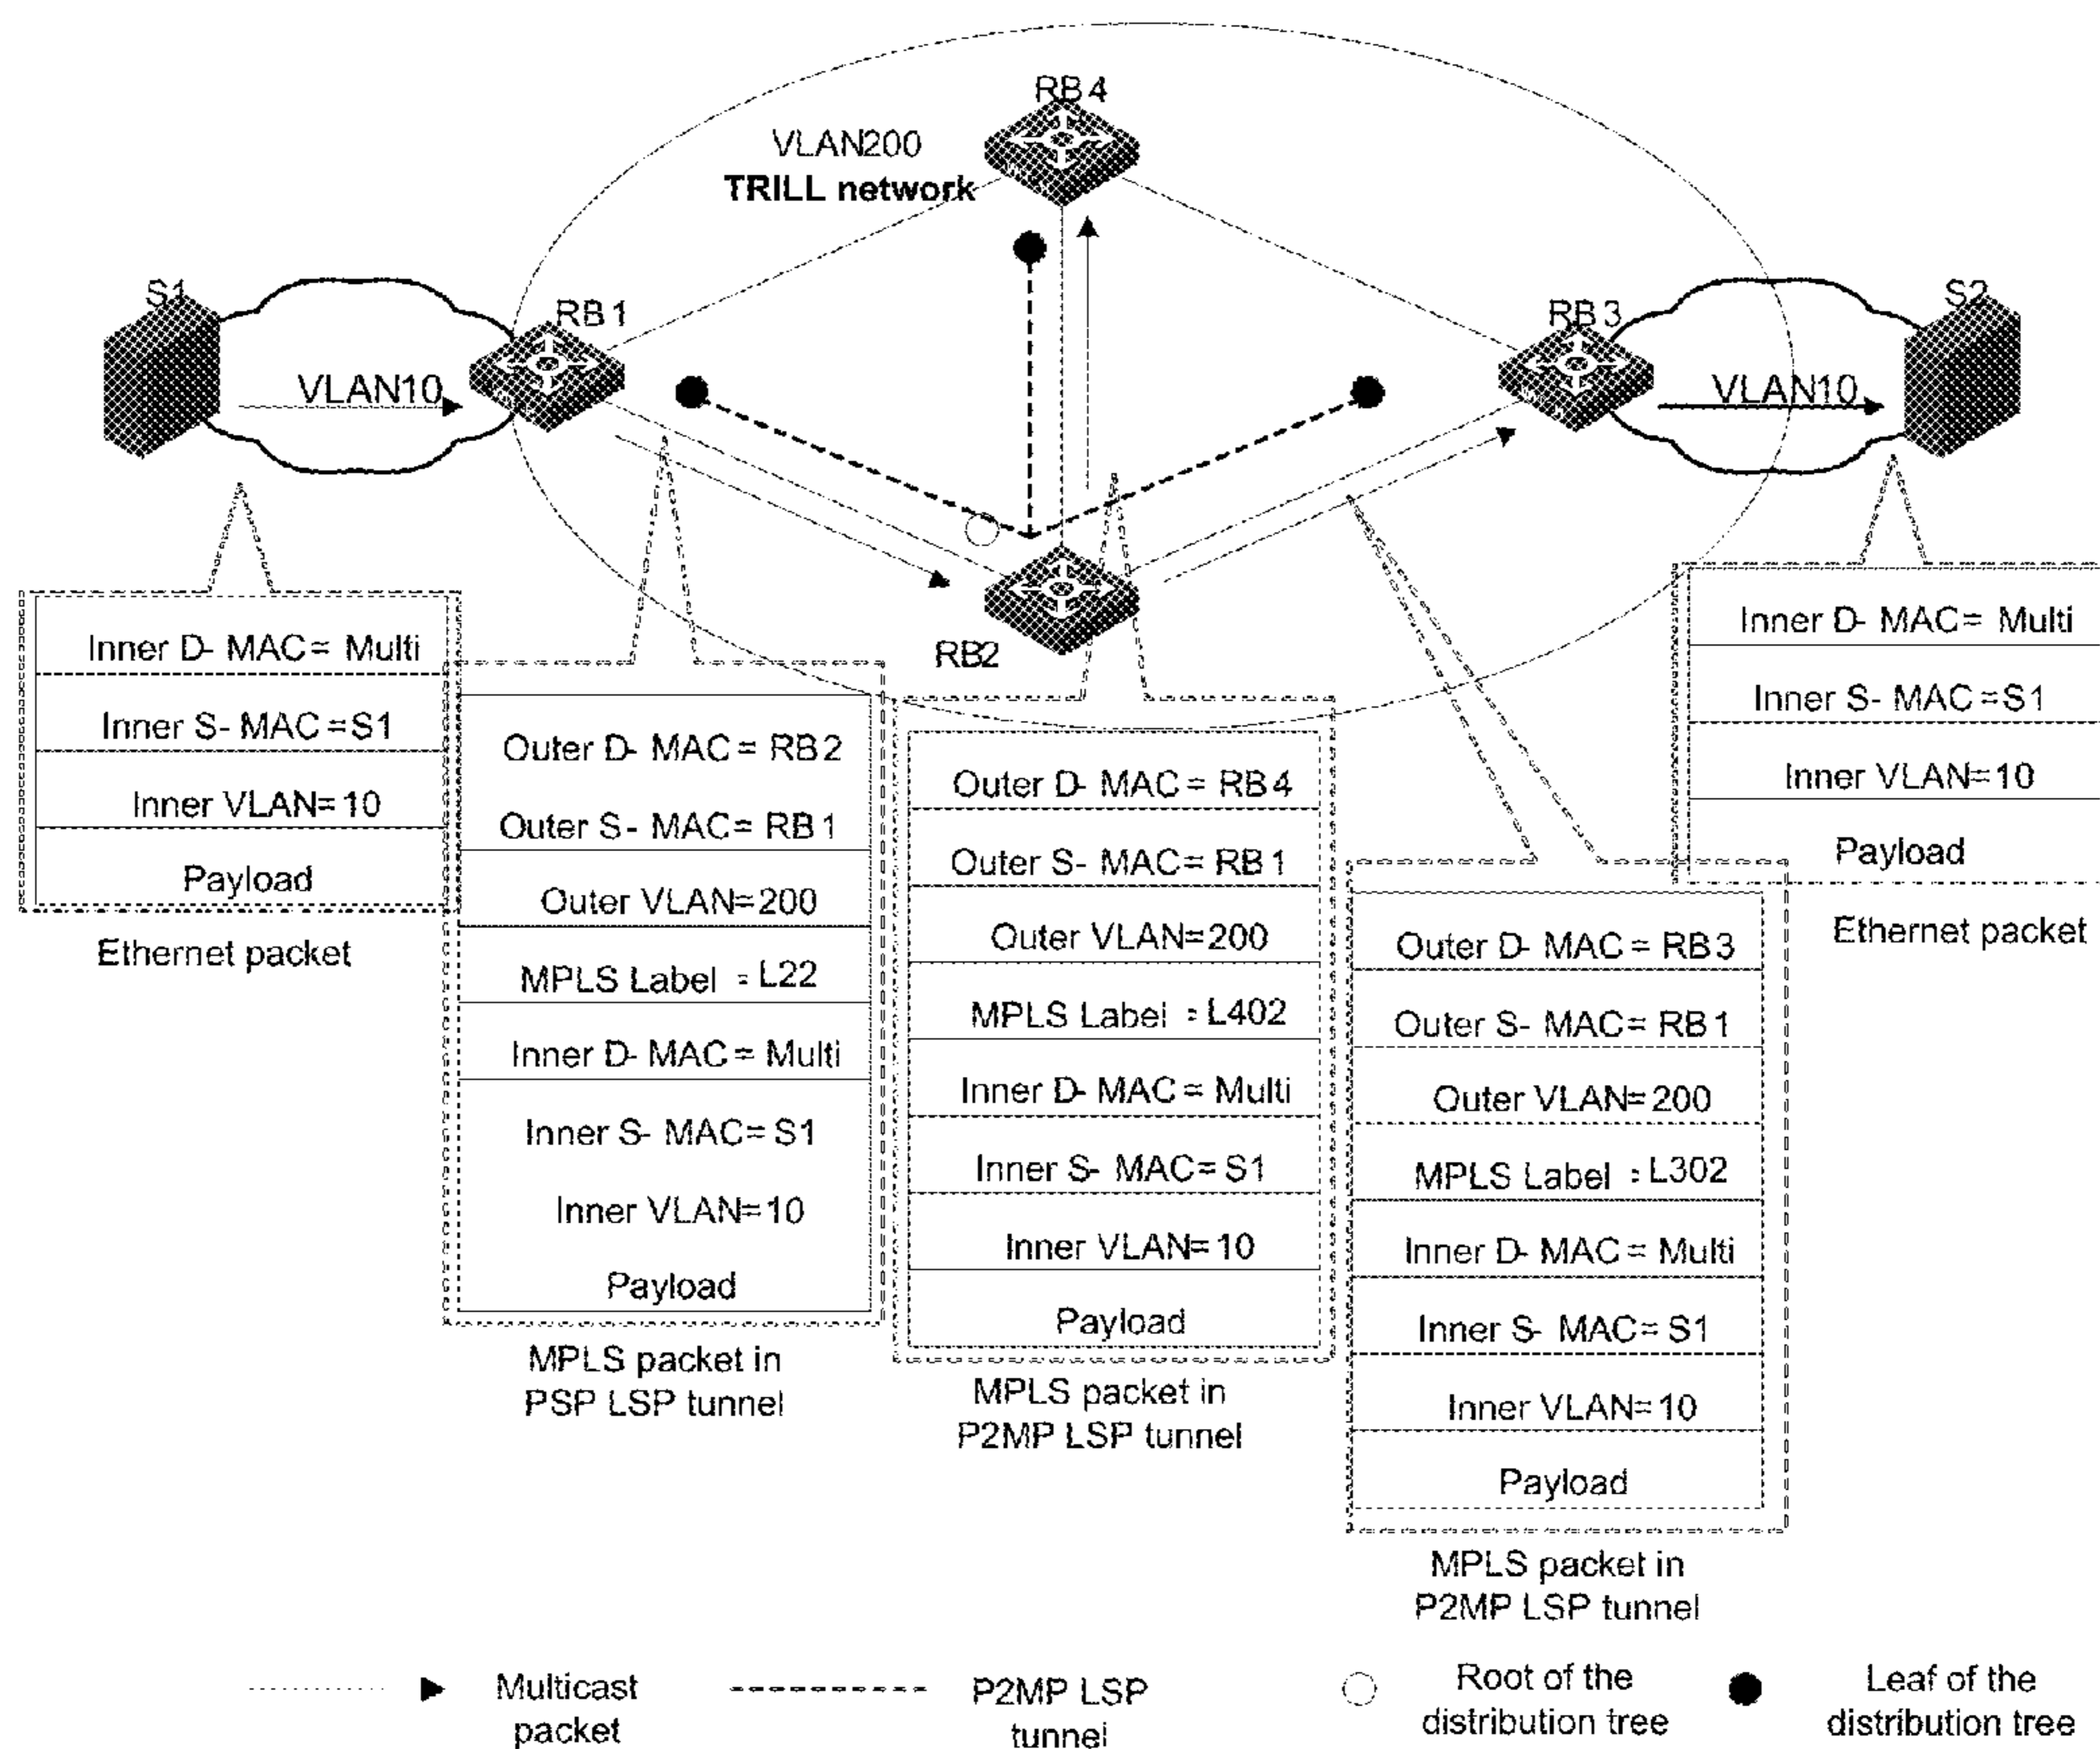 RB4
VLAN200
TRILL network
S1
RB1
RB3
S2
VLAN10
VLAN10
RB2
Inner D- MAC= Multi
Inner S- MAC=S1
Inner VLAN=10
Payload
Ethernet packet
Outer D- MAC= RB2
Outer S- MAC= RB1
Outer VLAN=200
MPLS Label = L22
Inner D- MAC= Multi
Inner S- MAC= S1
Inner VLAN=10
Payload
MPLS packet in
PSP LSP tunnel
Outer D- MAC= RB4
Outer S- MAC= RB1
Outer VLAN=200
MPLS Label = L402
Inner D- MAC= Multi
Inner S- MAC= S1
Inner VLAN=10
Payload
MPLS packet in
P2MP LSP tunnel
Outer D- MAC= RB3
Outer S- MAC= RB1
Outer VLAN=200
MPLS Label = L302
Inner D- MAC= Multi
Inner S- MAC= S1
Inner VLAN=10
Payload
MPLS packet in
P2MP LSP tunnel
Inner D- MAC= Multi
Inner S- MAC=S1
Inner VLAN=10
Payload
Ethernet packet
Multicast
packet
P2MP LSP
tunnel
Root of the
distribution tree
Leaf of the
distribution tree